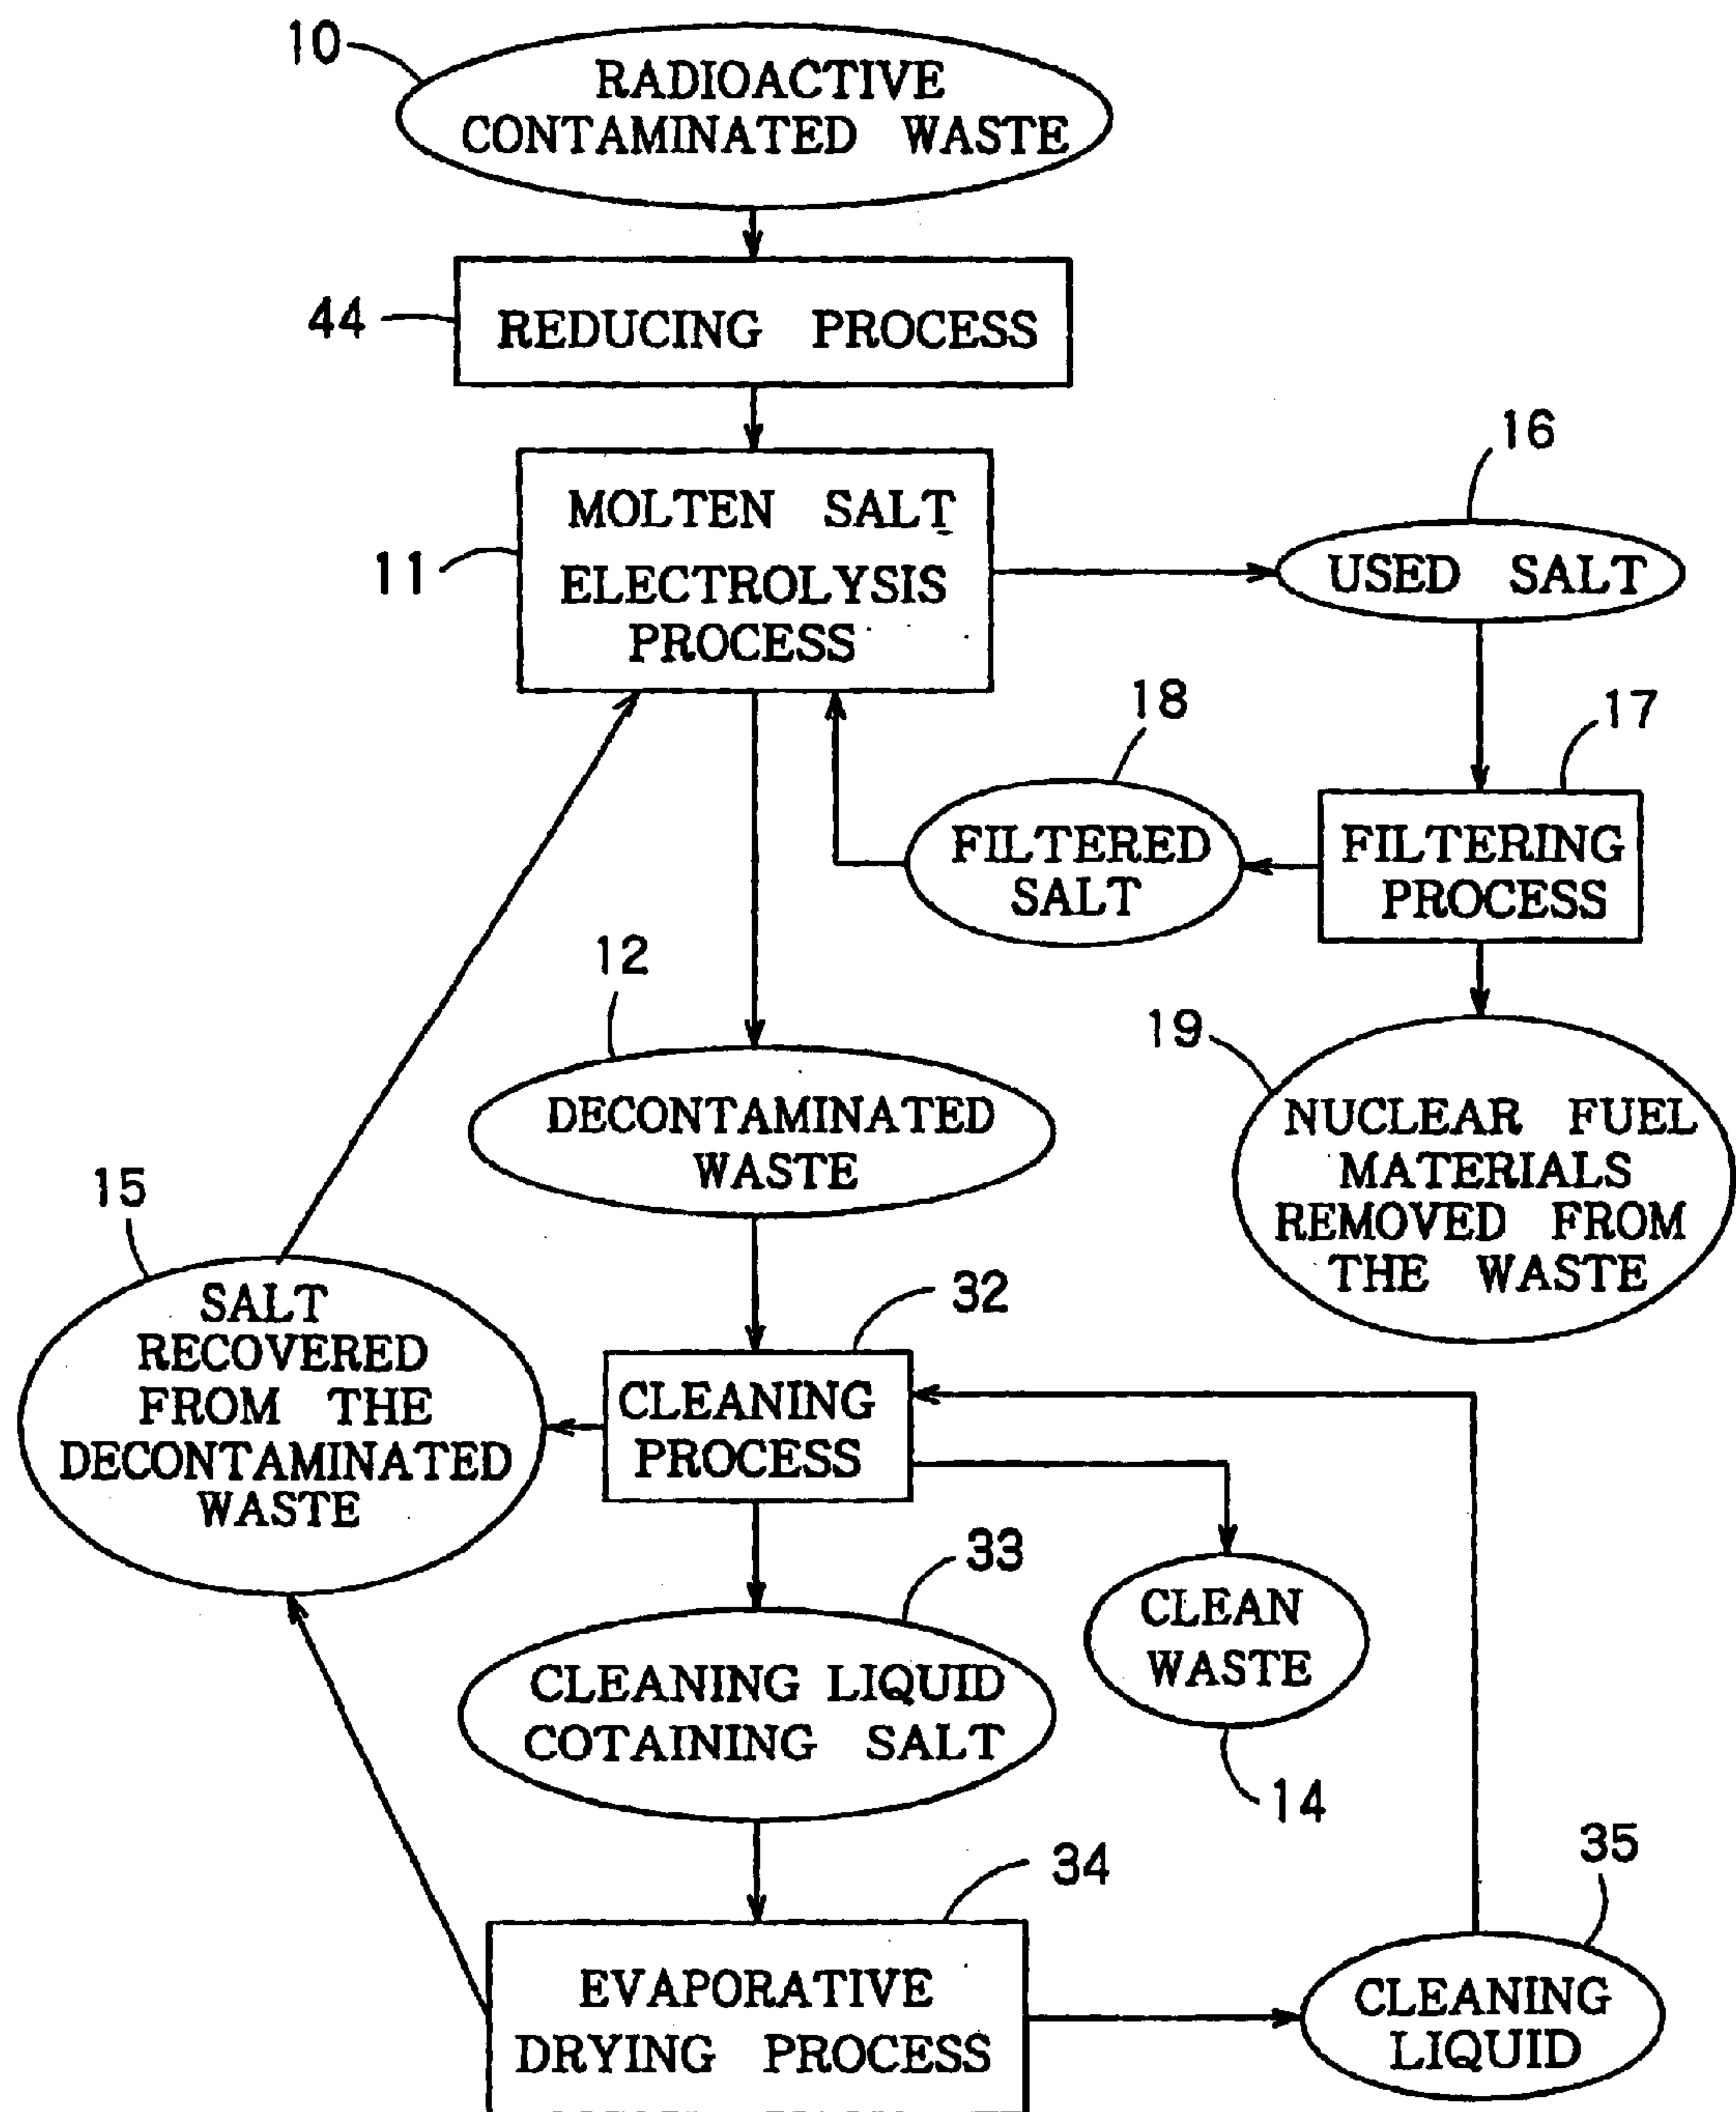 10
RADIOACTIVE
CONTAMINATED WASTE
44
REDUCING PROCESS
11
MOLTEN SALT
ELECTROLYSIS
PROCESS
16
USED SALT
17
FILTERING
PROCESS
18
FILTERED
SALT
19
NUCLEAR FUEL
MATERIALS
REMOVED FROM
THE WASTE
12
DECONTAMINATED
WASTE
15
SALT
RECOVERED
FROM THE
DECONTAMINATED
WASTE
32
CLEANING
PROCESS
33
CLEANING LIQUID
COTAINING SALT
CLEAN
WASTE
14
34
EVAPORATIVE
DRYING PROCESS
35
CLEANING
LIQUID